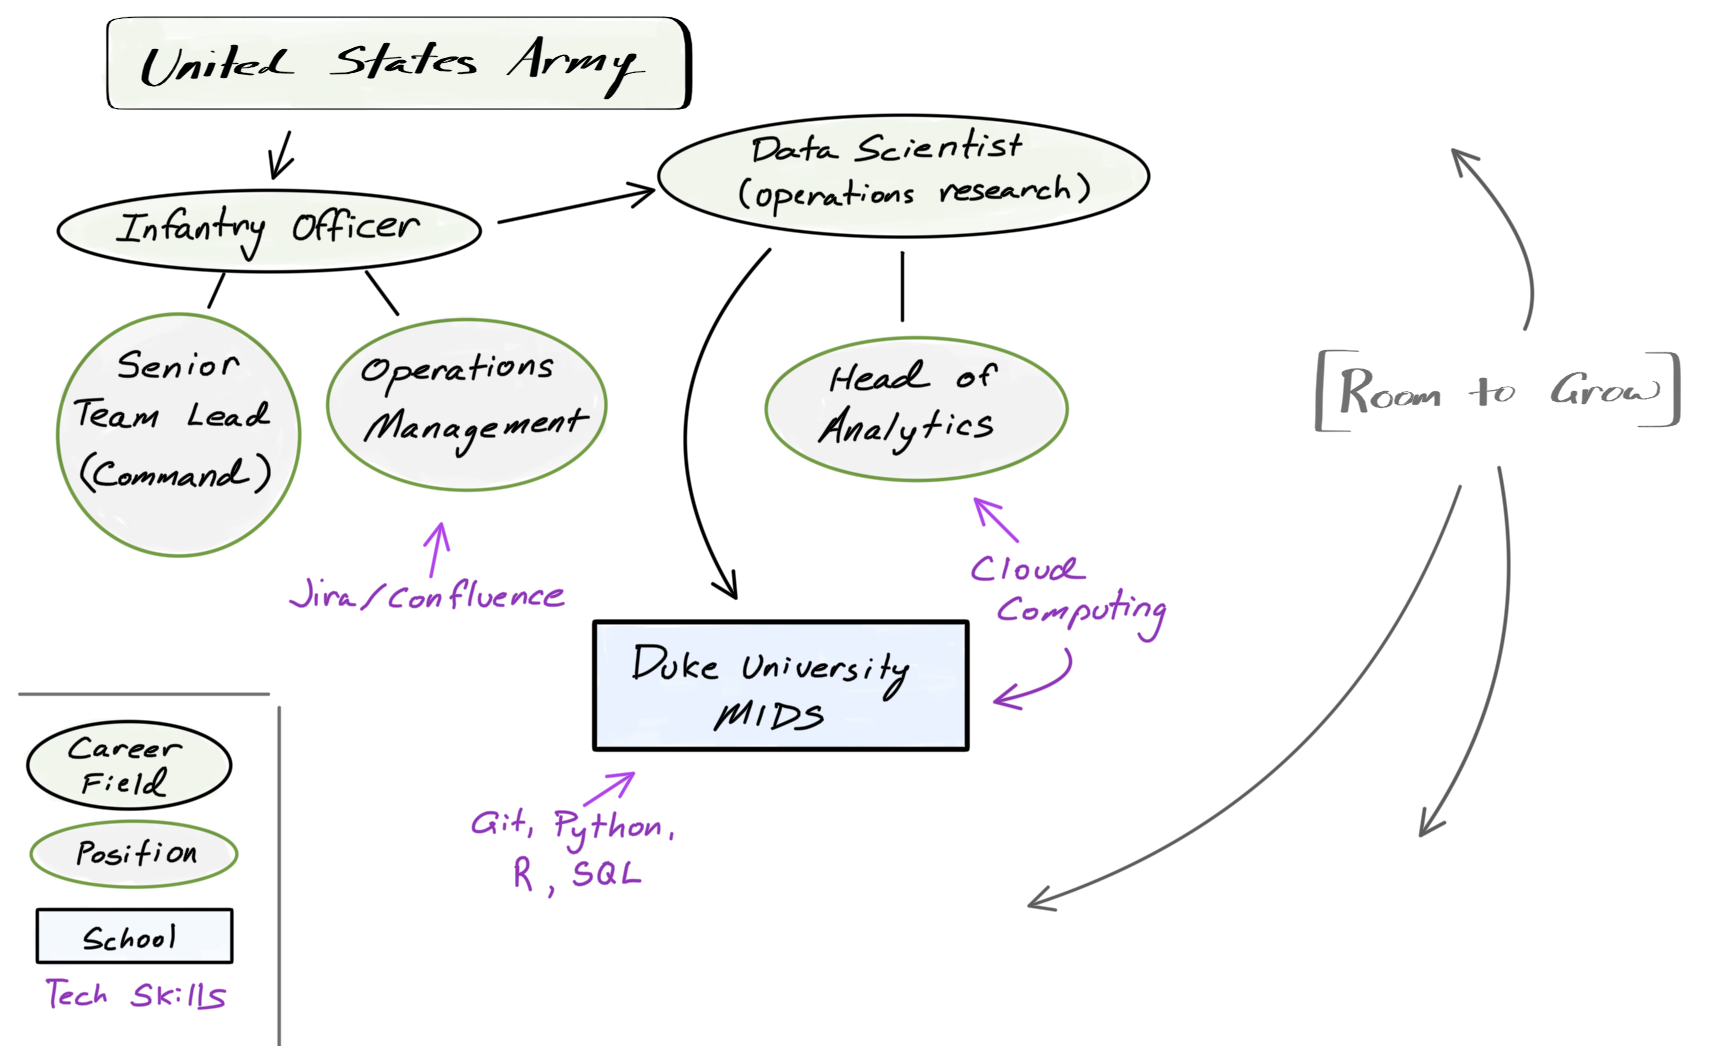 United States Army
Infantry Officer
Data Scientist
(operations research)
Senior
Team Lead
(Command)
Operations
Management
Head of
Analytics
[Room to Grow]
Jira/Confluence
Cloud
Computing
Duke University
MIDS
Git, Python,
R, SQL
Career
Field
Position
School
Tech Skills